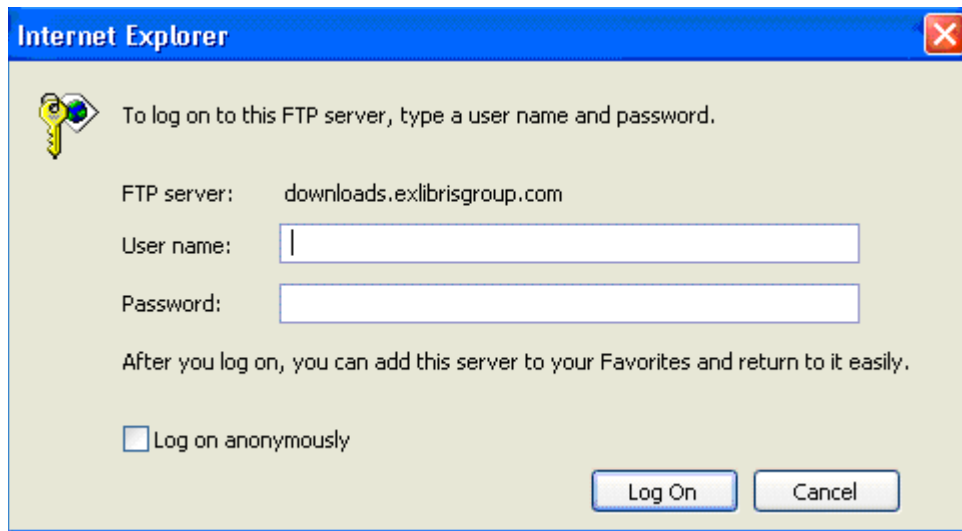 Internet Explorer
To log on to this FTP server, type a user name and password.
FTP server: downloads.exlibrisgroup.com
User name:
Password:
After you log on, you can add this server to your Favorites and return to it easily.
Log on anonymously
Log On Cancel